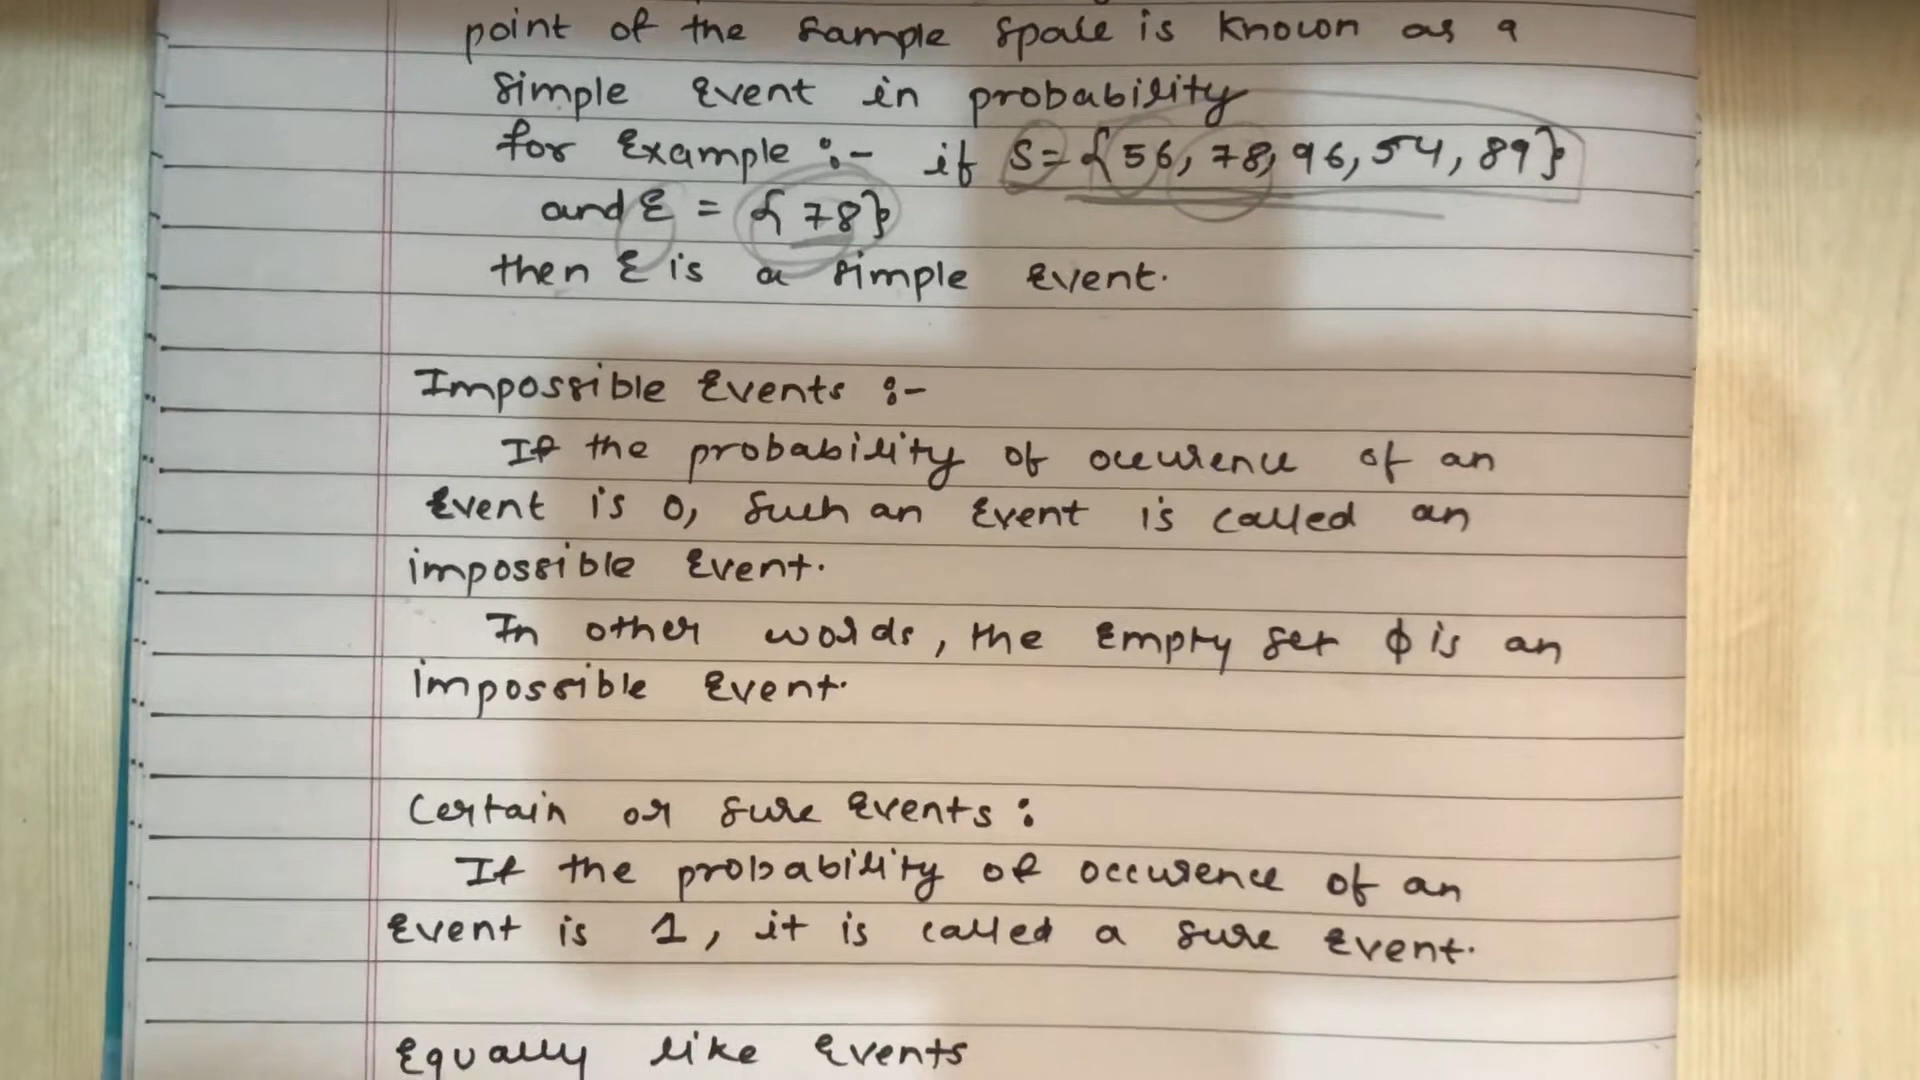 point of the sample space is known as a
simple event in probability
for Example :- if S = {56, 78, 96, 54, 89}
and E = {78}
then E is a simple event.
Impossible Events :-
If the probability of occurence of an
Event is 0, such an Event is called an
impossible Event.
In other words, the Empty set ϕ is an
impossible Event.
Certain or Sure Events :
If the probability of occurence of an
Event is 1, it is called a sure Event.
Equally like Events